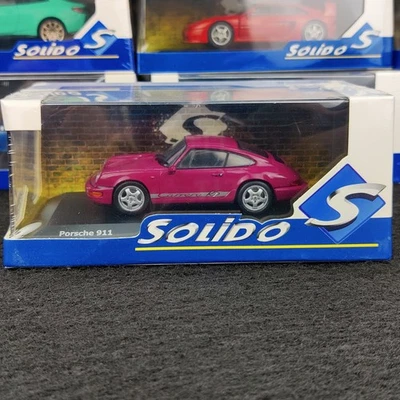 SOLIDO S
SOLIDO S
S
Porsche 911
SOLIDO